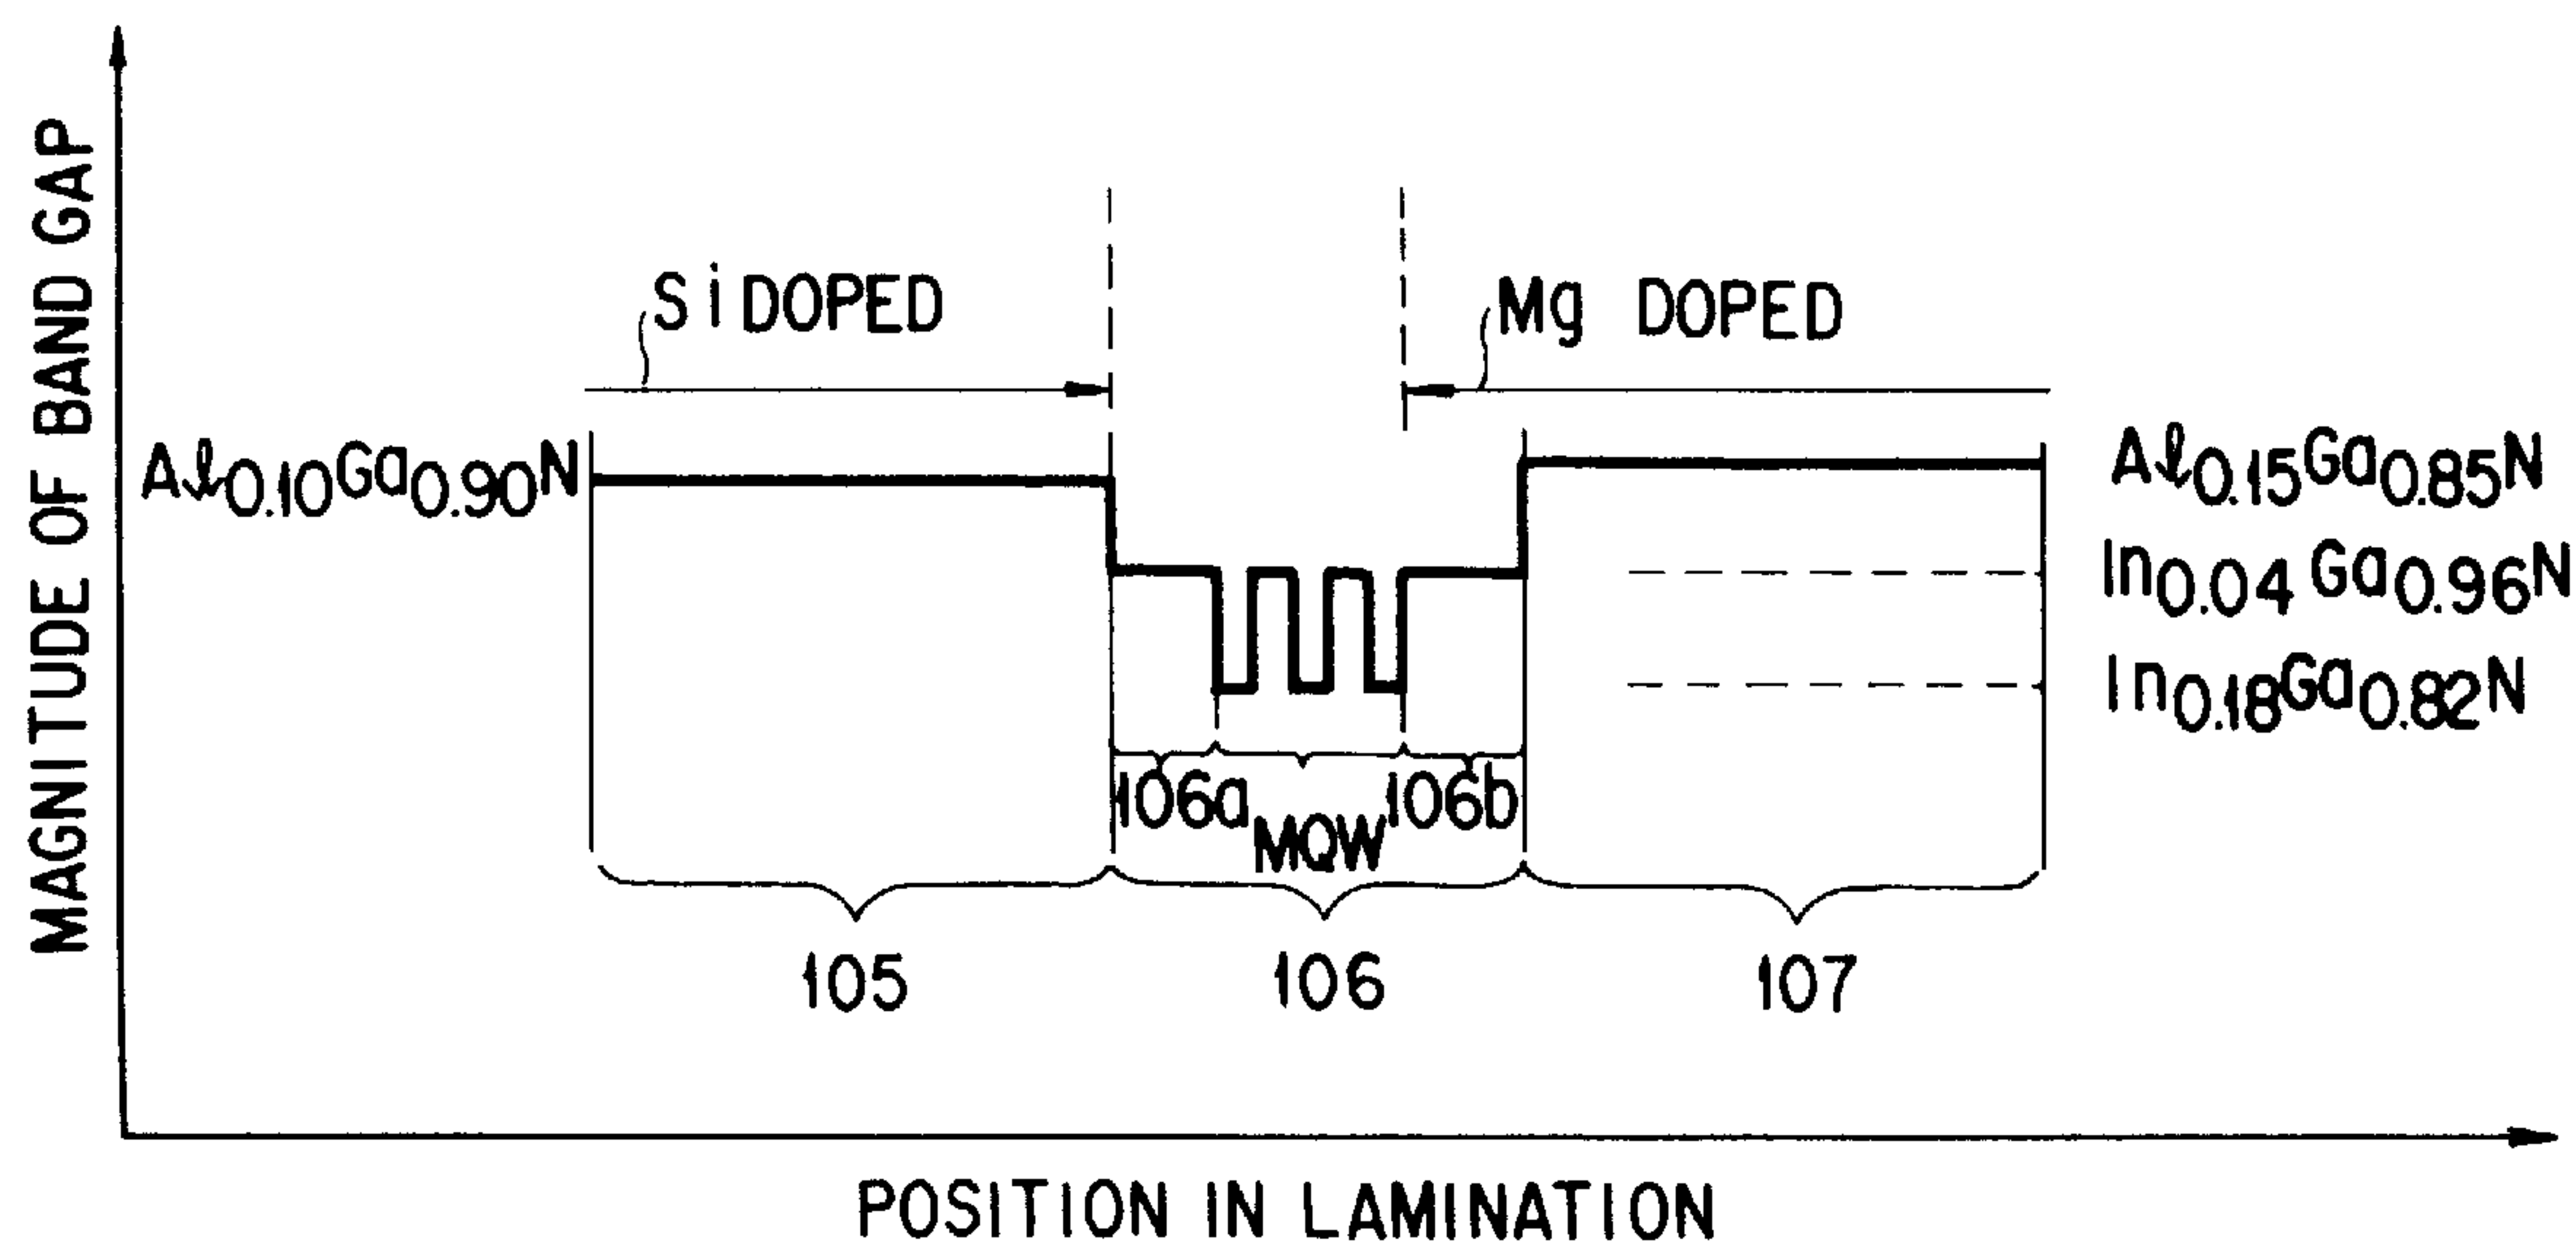 MAGNITUDE OF BAND GAP
Si DOPED
Mg DOPED
Al0.10Ga0.90N
Al0.15Ga0.85N
In0.04Ga0.96N
In0.18Ga0.82N
106a
MQW
106b
105
106
107
POSITION IN LAMINATION